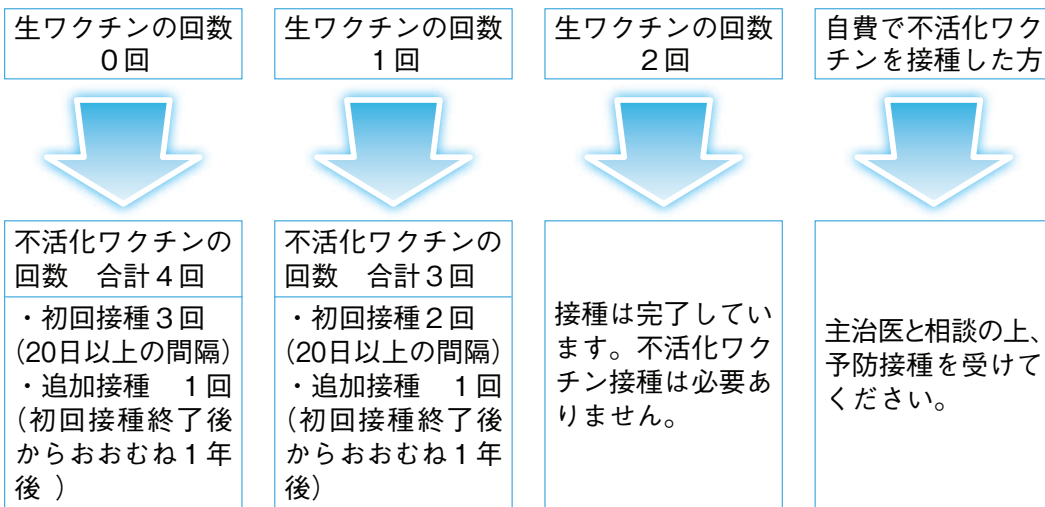 生ワクチンの回数
０回
生ワクチンの回数
１回
生ワクチンの回数
２回
自費で不活化ワク
チンを接種した方
不活化ワクチンの
回数　合計４回
・初回接種３回
（20日以上の間隔）
・追加接種　１回
（初回接種終了後
からおおむね１年
後 ）
不活化ワクチンの
回数　合計３回
・初回接種２回
（20日以上の間隔）
・追加接種　１回
（初回接種終了後
からおおむね１年
後）
接種は完了してい
ます。不活化ワク
チン接種は必要あ
りません。
主治医と相談の上、
予防接種を受けて
ください。